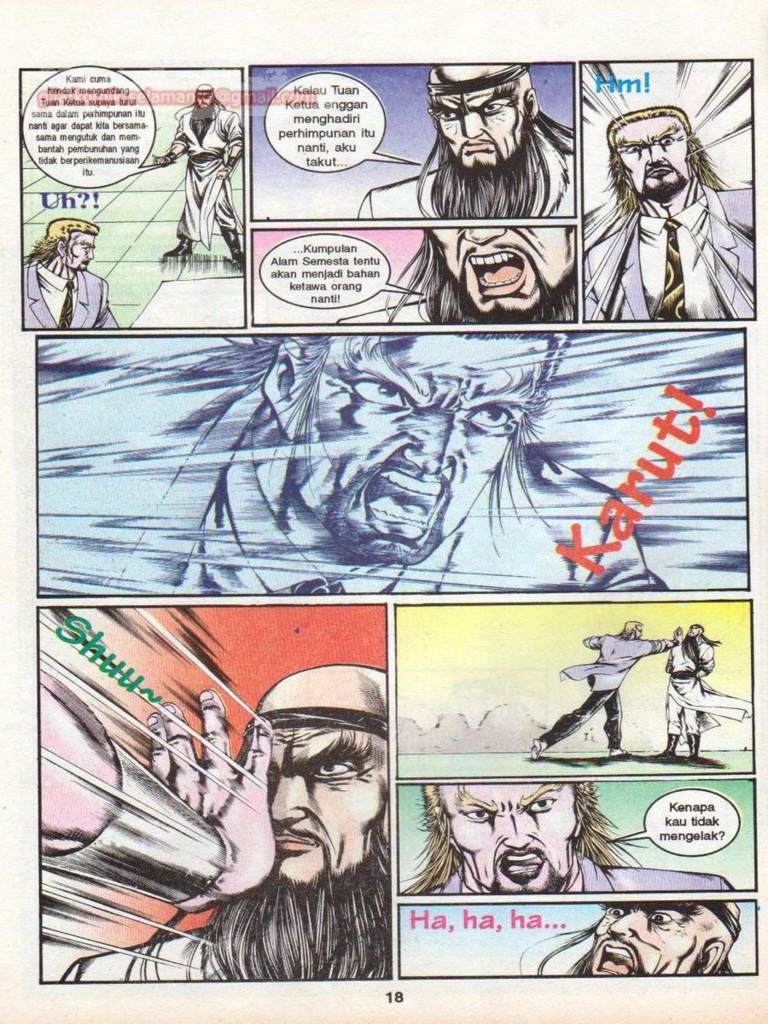 Kami cuma
hendak mengundang
Tuan Ketua supaya turut
sama dalam perhimpunan itu
nanti agar dapat kita bersama-
sama mengutuk dan mem-
bantah pembunuhan yang
tidak berperikemanusiaan
itu.
Uh?!
Kalau Tuan
Ketua enggan
menghadiri
perhimpunan itu
nanti, aku
takut...
...Kumpulan
Alam Semesta tentu
akan menjadi bahan
ketawa orang
nanti!
Hm!
Karut!
Shuu~
Kenapa
kau tidak
mengelak?
Ha, ha, ha...
18